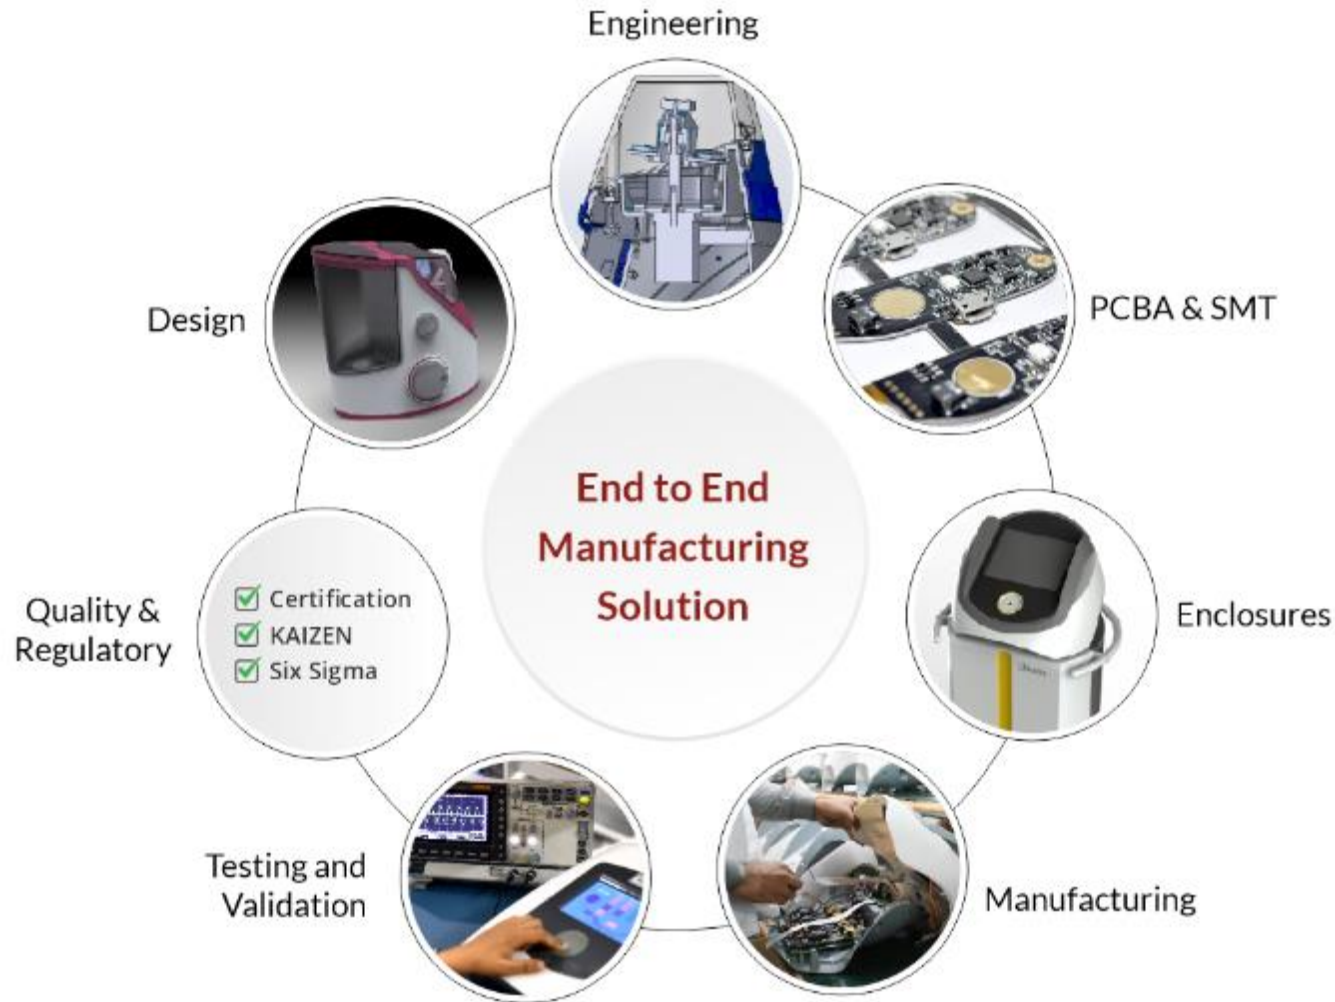 Engineering
PCBA & SMT
Design
End to End
Manufacturing
Solution
Certification
KAIZEN
Six Sigma
Quality &
Regulatory
Enclosures
Testing and
Validation
Manufacturing